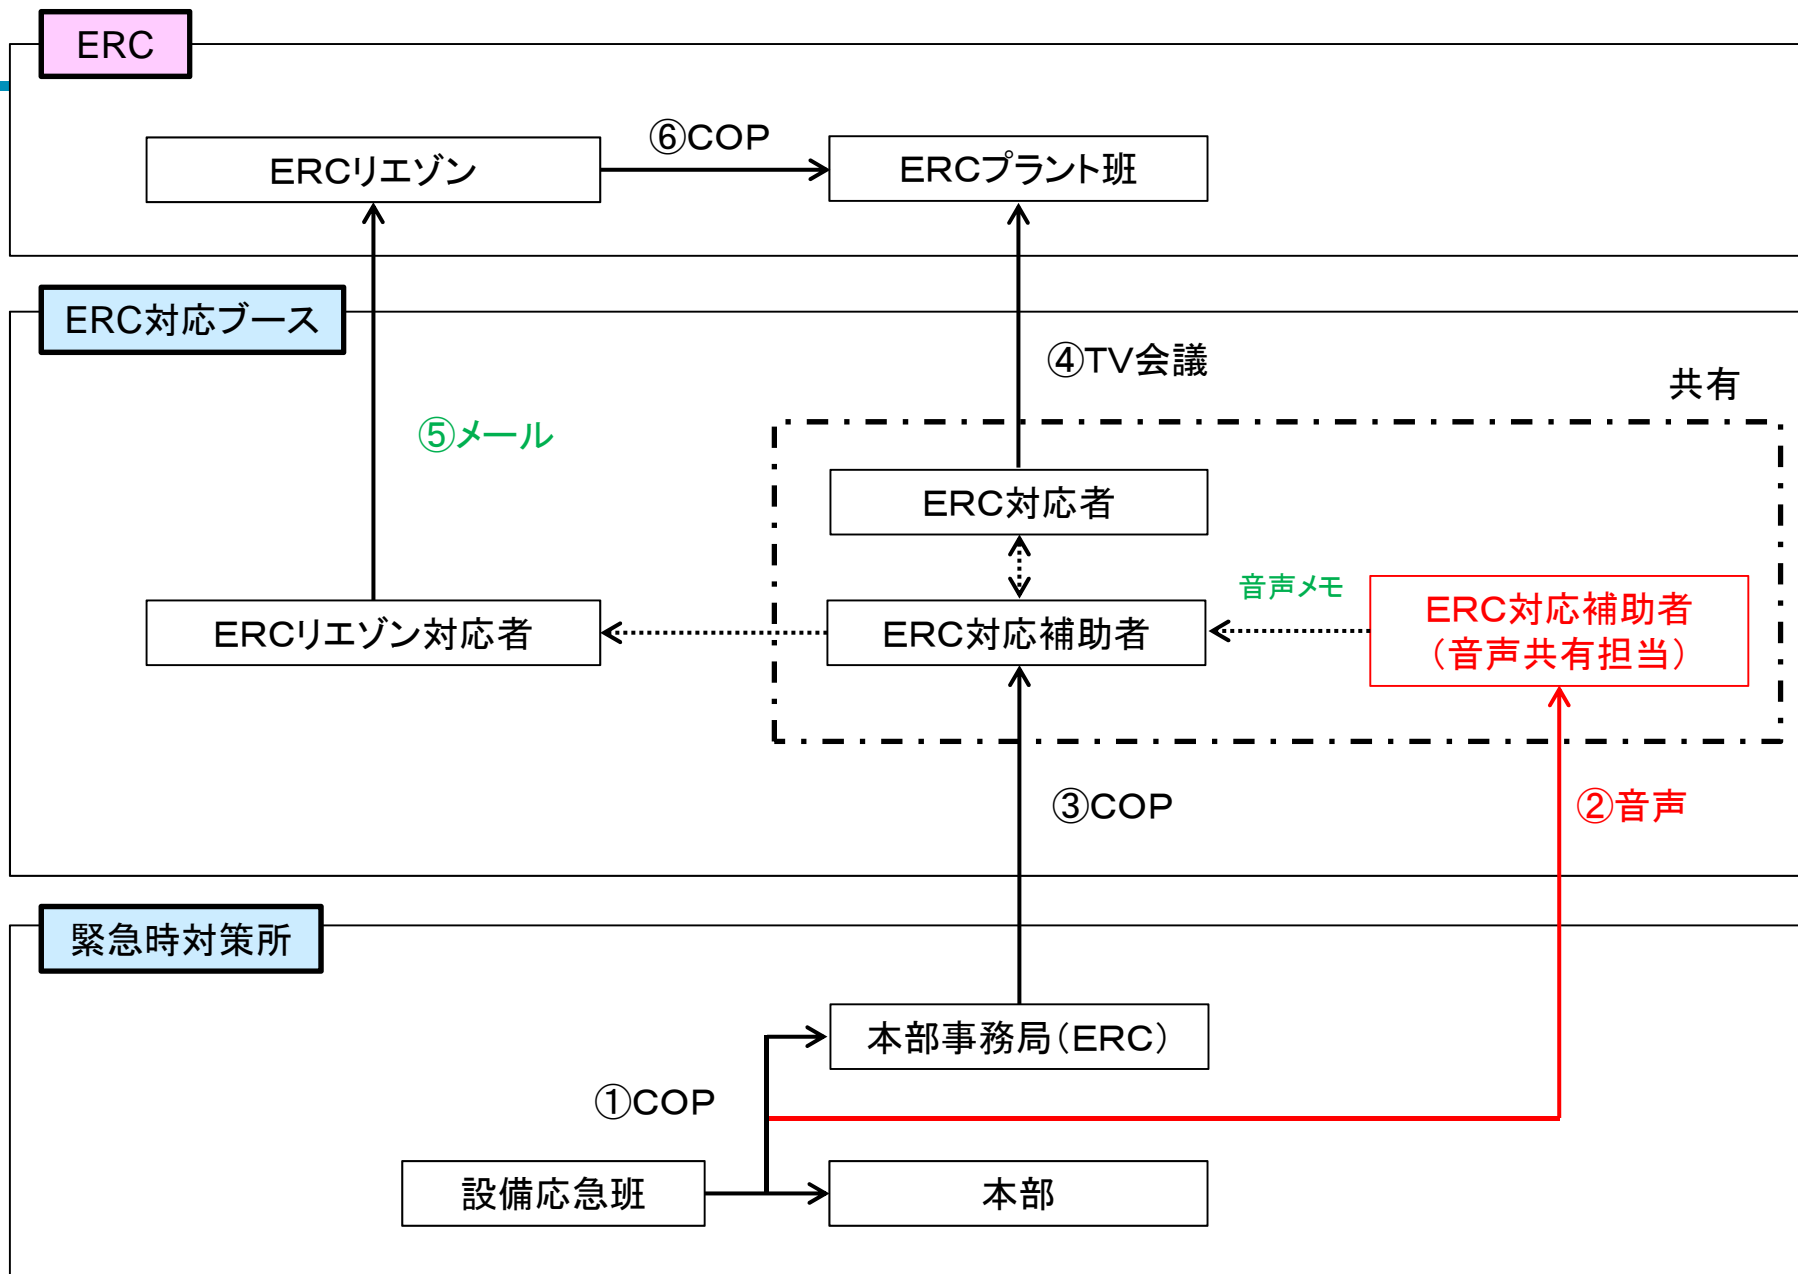 ERC
⑥COP
ERCリエゾン
ERCプラント班
ERC対応ブース
④TV会議
共有
⑤メール
ERC対応者
音声メモ
ERCリエゾン対応者
ERC対応補助者
ERC対応補助者
（音声共有担当）
③COP
②音声
緊急時対策所
本部事務局（ERC）
①COP
設備応急班
本部